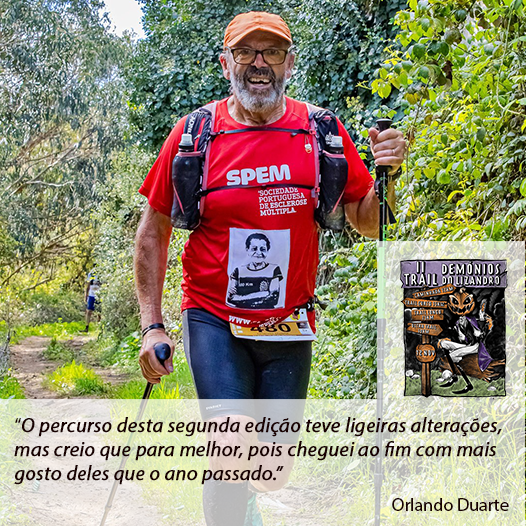 SPEM
SOCIEDADE
PORTUGUESA
DE ESCLEROSE
MÚLTIPLA.
II DEMÓNIOS
TRAIL DO LIZANDRO
“O percurso desta segunda edição teve ligeiras alterações,
mas creio que para melhor, pois cheguei ao fim com mais
gosto deles que o ano passado.”
Orlando Duarte